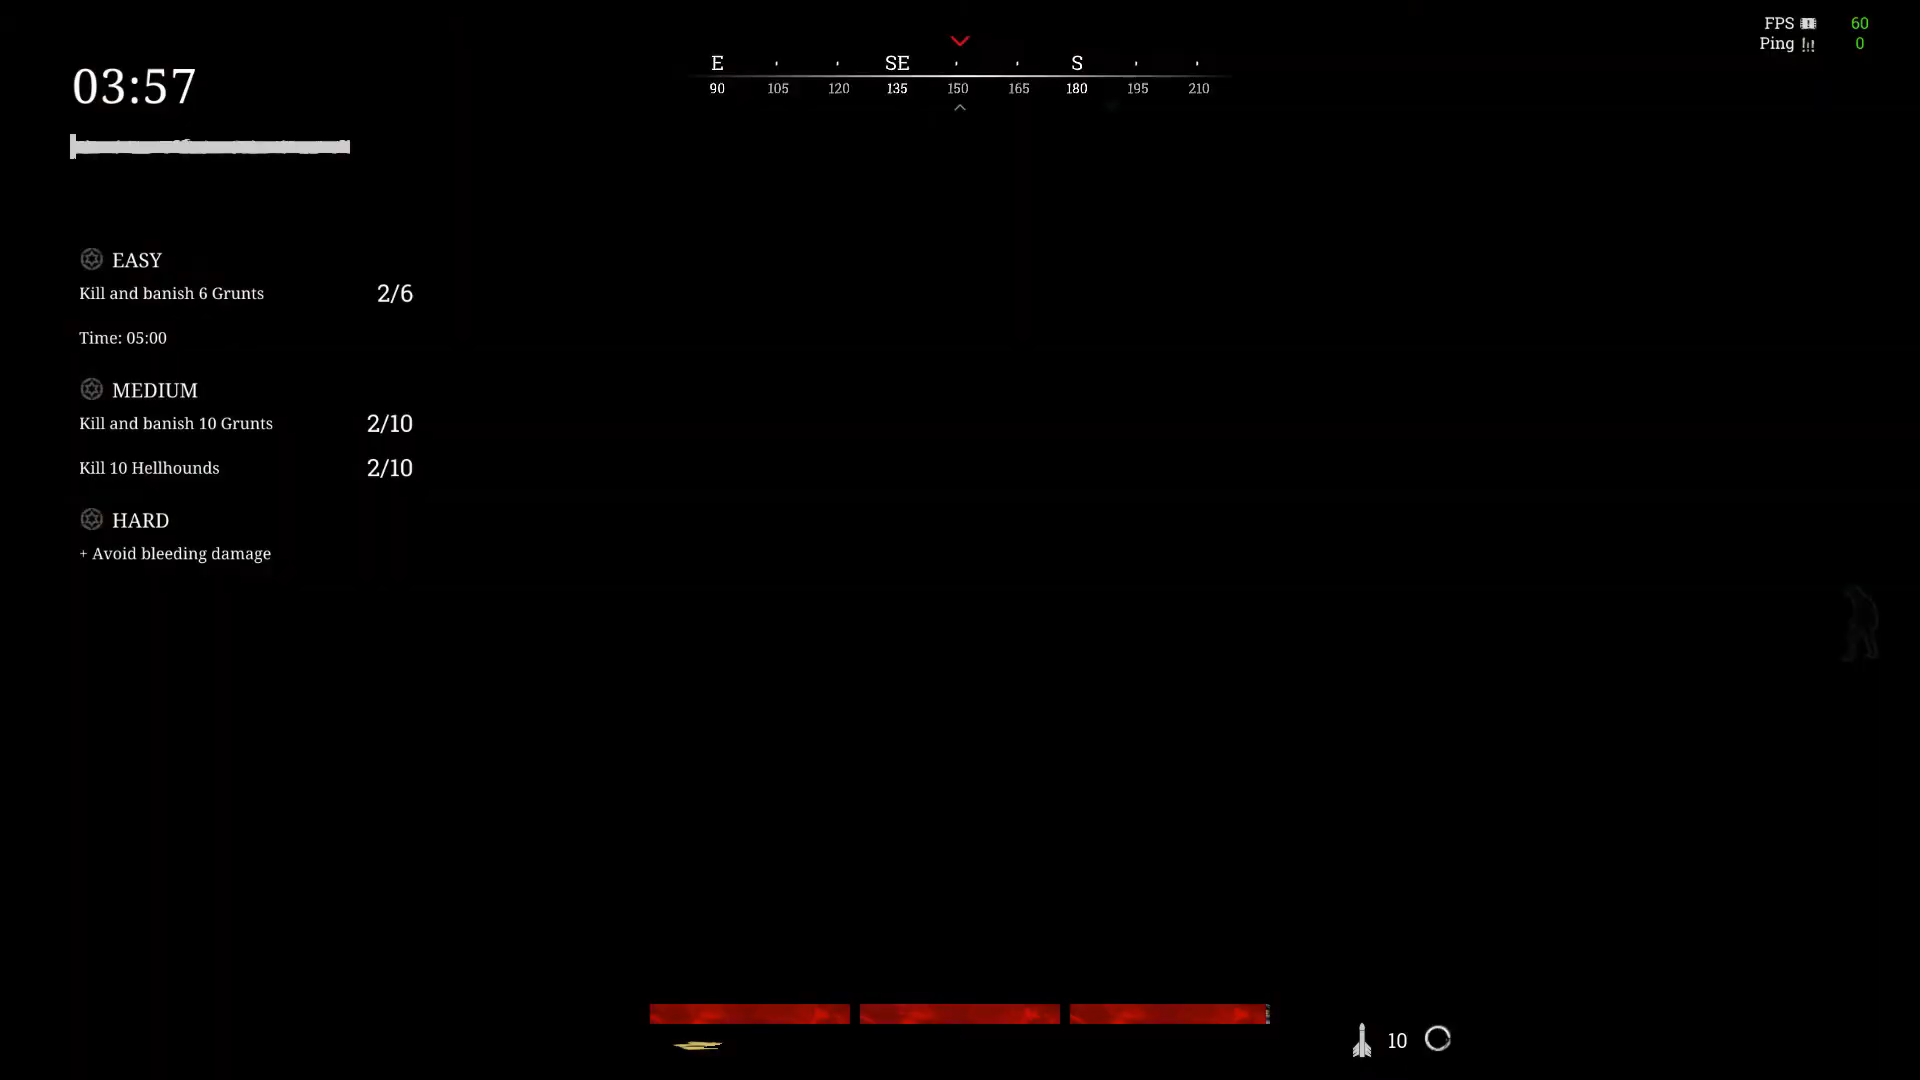 FPS 60
Ping 0
03:57
E SE S
90 105 120 135 150 165 180 195 210
EASY
Kill and banish 6 Grunts 2/6
Time: 05:00
MEDIUM
Kill and banish 10 Grunts 2/10
Kill 10 Hellhounds 2/10
HARD
+ Avoid bleeding damage
10